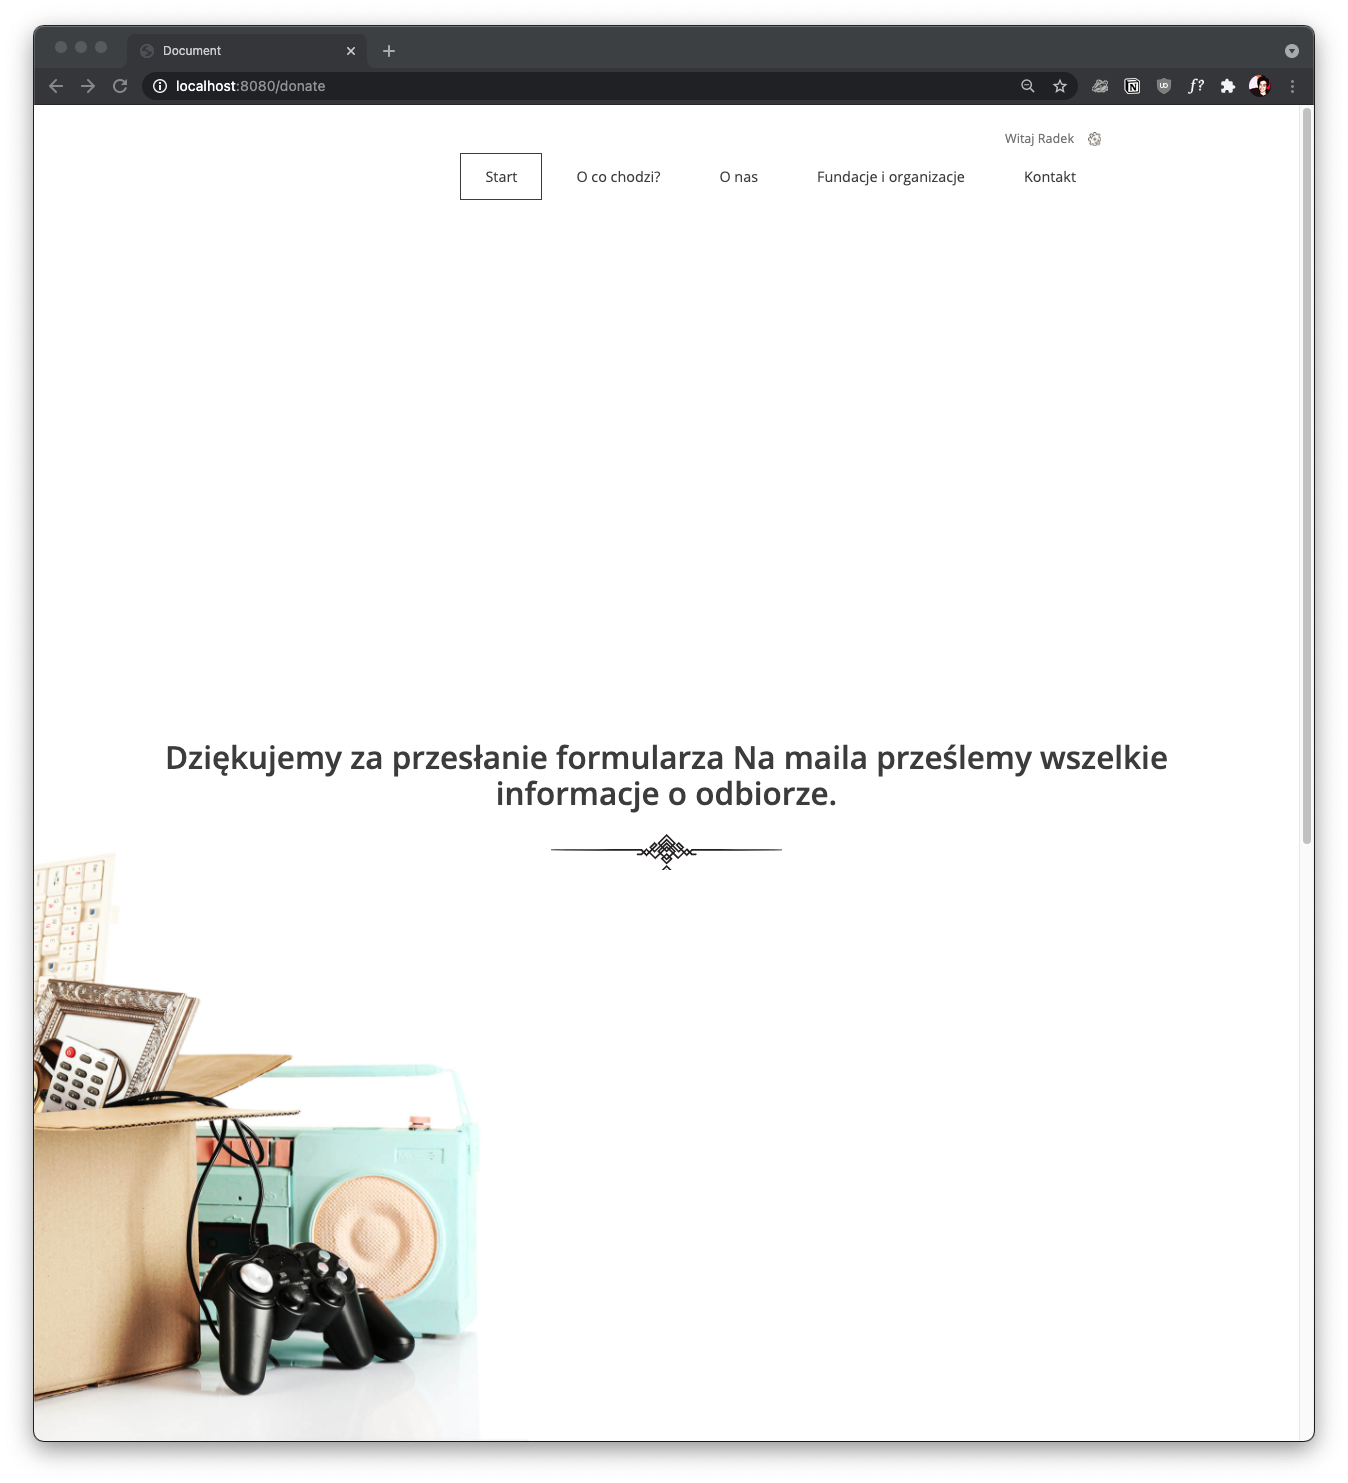 Document
localhost:8080/donate
Witaj Radek
Start
O co chodzi?
O nas
Fundacje i organizacje
Kontakt
Dziękujemy za przesłanie formularza Na maila prześlemy wszelkie
informacje o odbiorze.